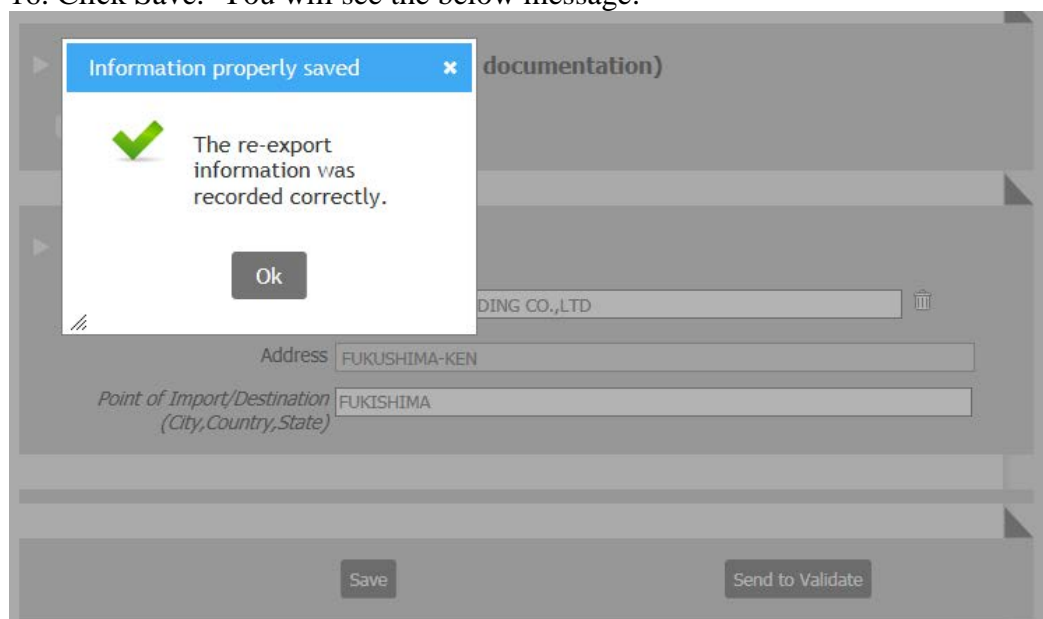 18. Click Save. You will see the below message.
Information properly saved ×
documentation)
The re-export
information was
recorded correctly.
Ok
DING CO.,LTD
Address FUKUSHIMA-KEN
Point of Import/Destination FUKISHIMA
(City,Country,State)
Save Send to Validate